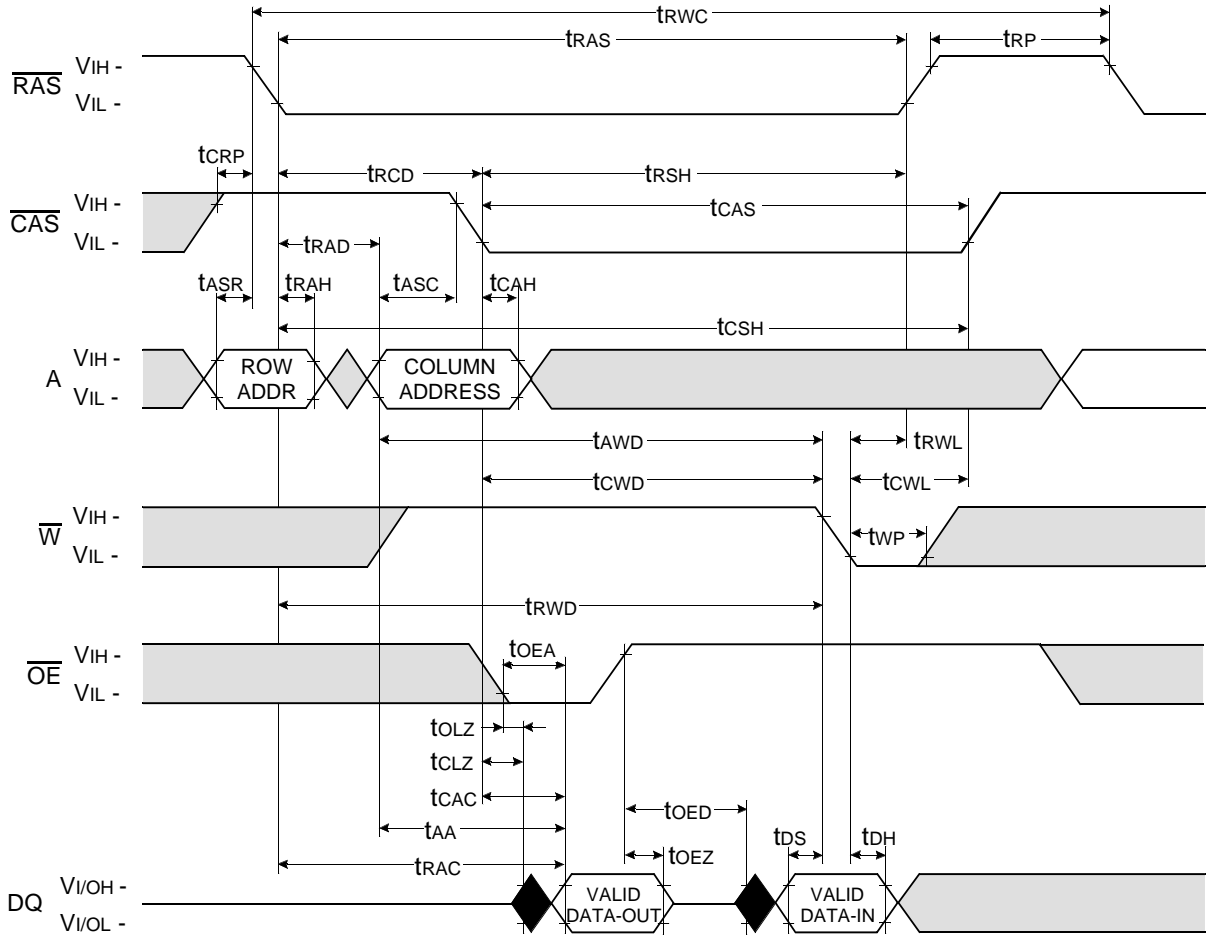 tRWC
tRAS
tRP
RAS
VIH -
VIL -
tCRP
tRCD
tRSH
CAS
VIH -
VIL -
tCAS
tRAD
tASR
tRAH
tASC
tCAH
tCSH
A
VIH -
VIL -
ROW
ADDR
COLUMN
ADDRESS
tAWD
tRWL
tCWD
tCWL
W
VIH -
VIL -
tWP
tRWD
OE
VIH -
VIL -
tOEA
tOLZ
tCLZ
tCAC
tOED
tAA
tDS
tDH
tOEZ
tRAC
DQ
VI/OH -
VI/OL -
VALID
DATA-OUT
VALID
DATA-IN